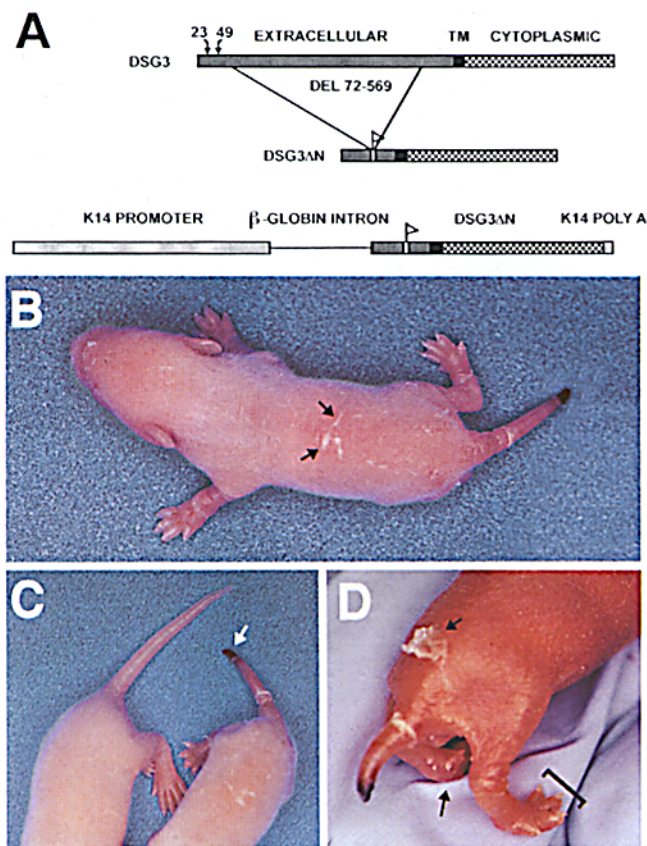 A
23 49 EXTRACELLULAR TM CYTOPLASMIC
DSG3
DEL 72-569
DSG3ΔN
K14 PROMOTER β-GLOBIN INTRON DSG3ΔN K14 POLY A
B
C
D